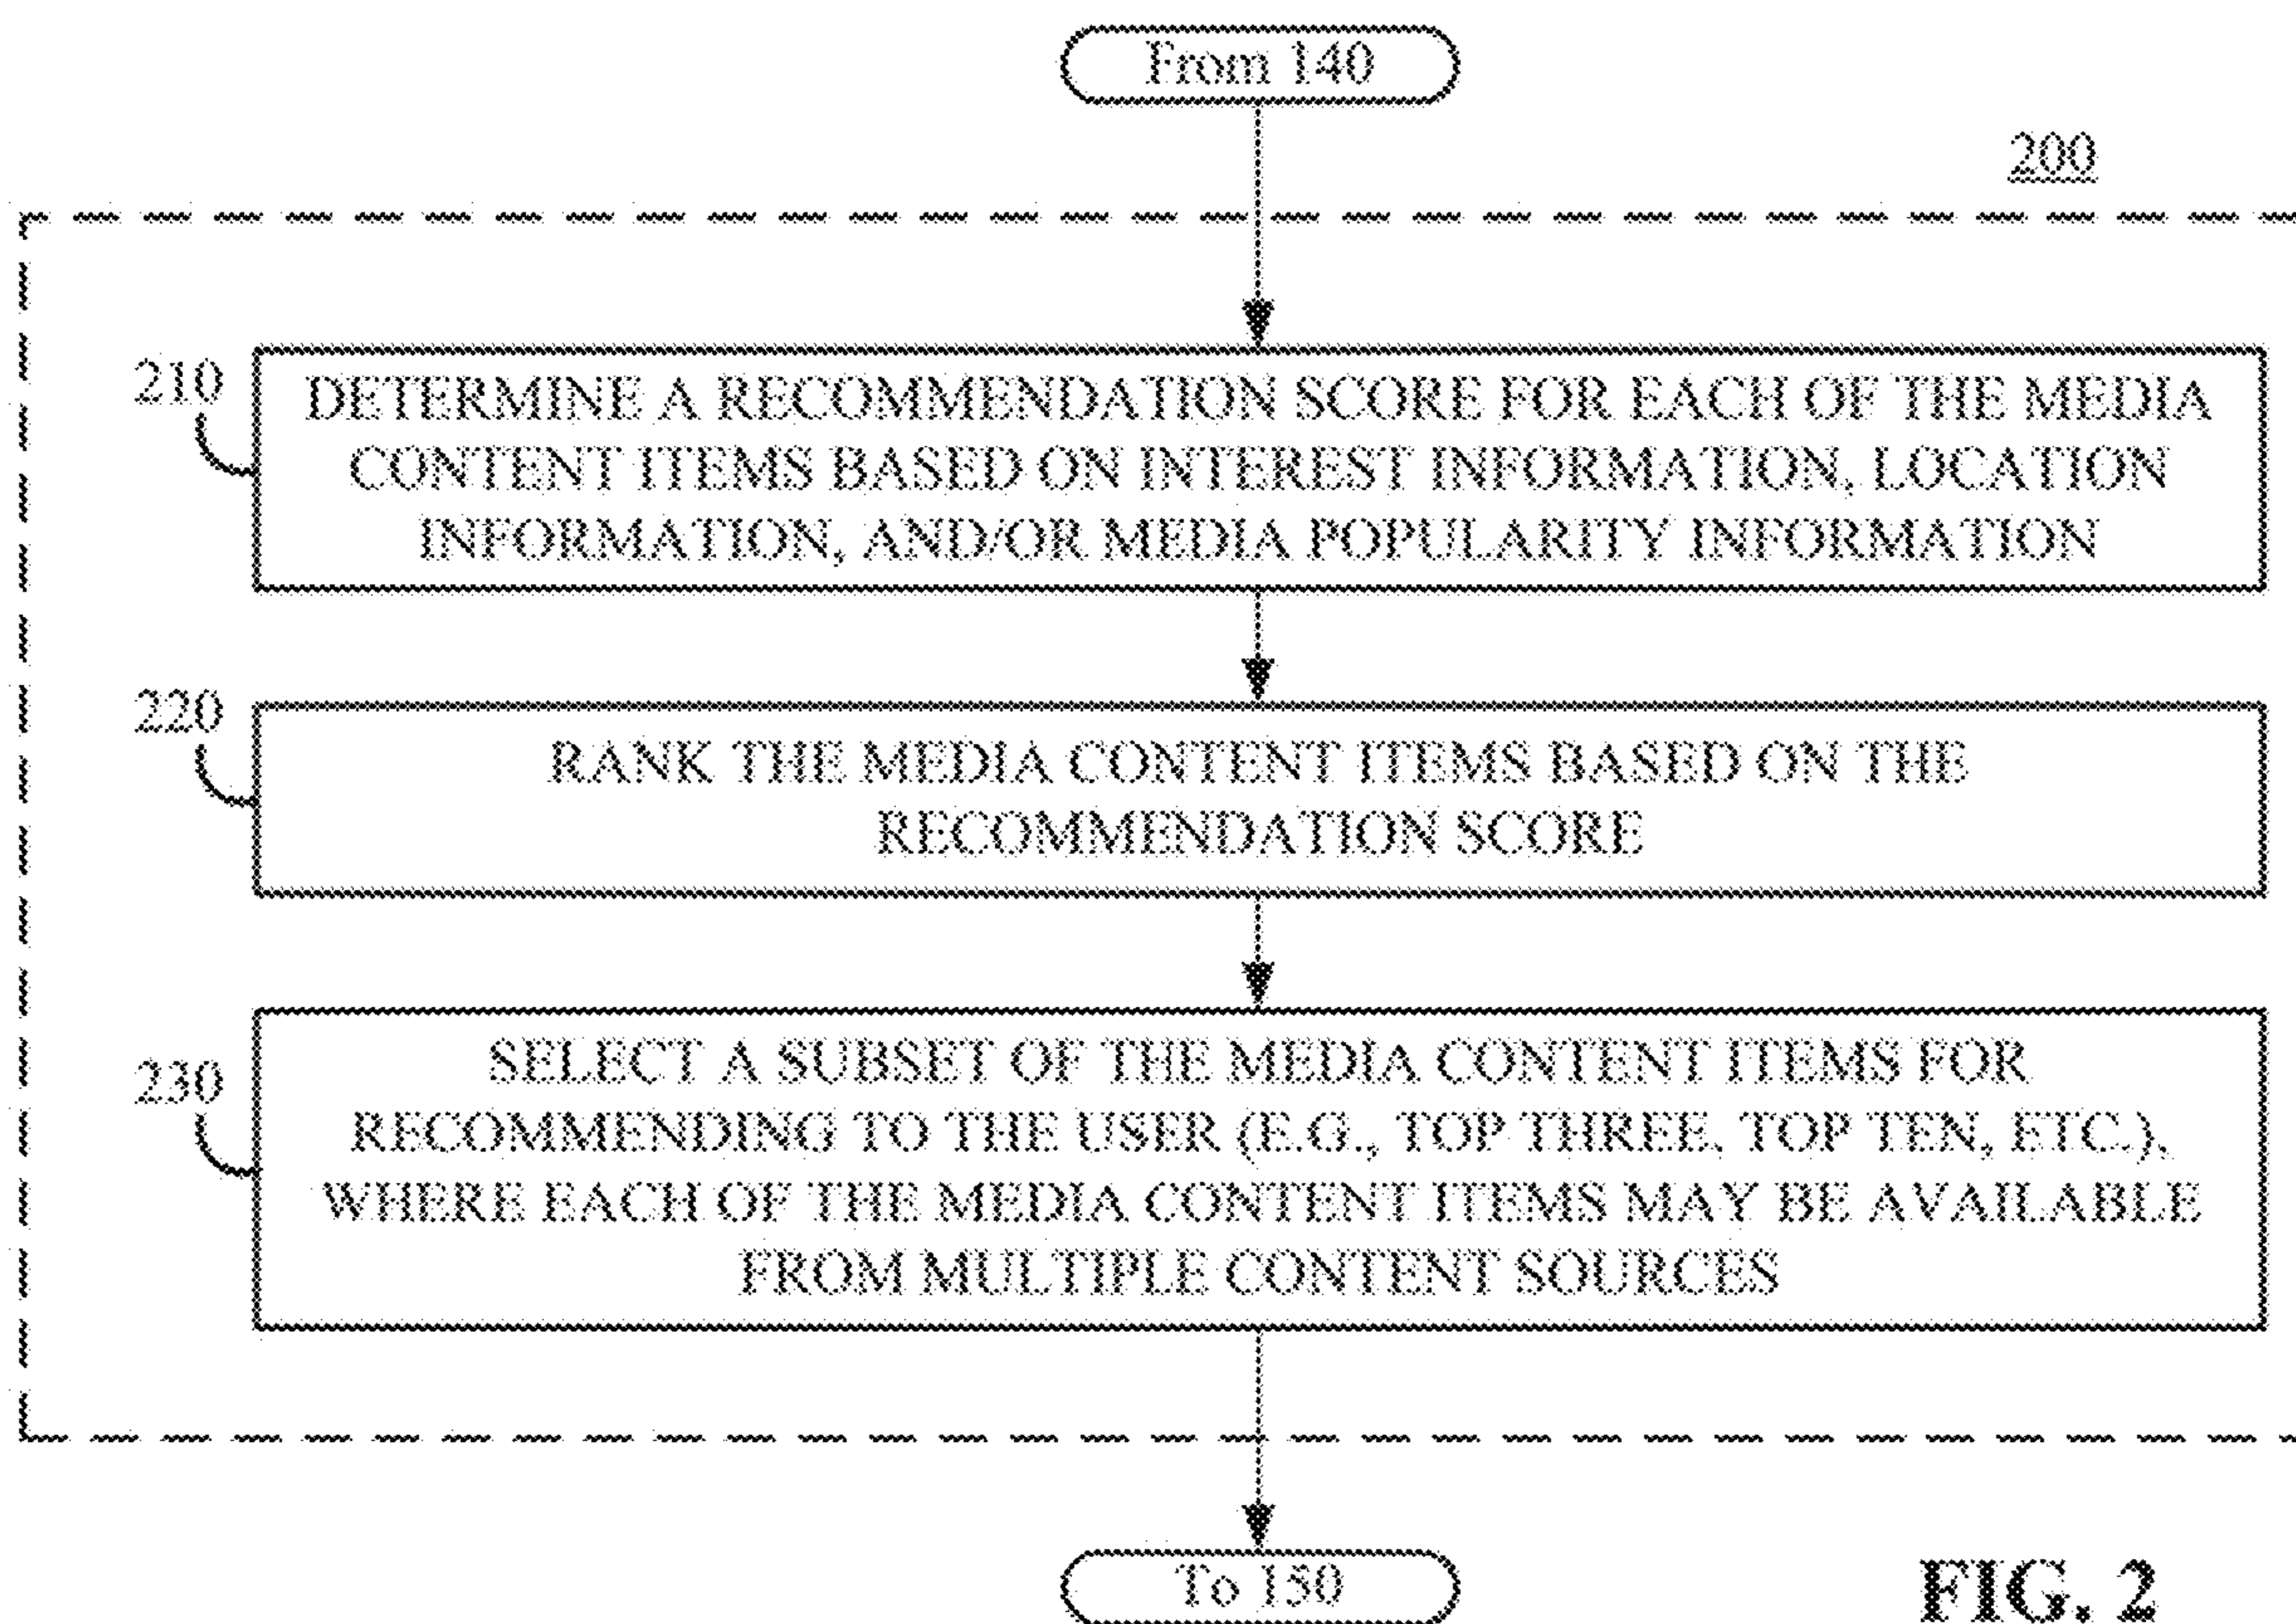 From 140
200
210
DETERMINE A RECOMMENDATION SCORE FOR EACH OF THE MEDIA
CONTENT ITEMS BASED ON INTEREST INFORMATION, LOCATION
INFORMATION, AND/OR MEDIA POPULARITY INFORMATION
220
RANK THE MEDIA CONTENT ITEMS BASED ON THE
RECOMMENDATION SCORE
230
SELECT A SUBSET OF THE MEDIA CONTENT ITEMS FOR
RECOMMENDING TO THE USER (E.G., TOP THREE, TOP TEN, ETC.),
WHERE EACH OF THE MEDIA CONTENT ITEMS MAY BE AVAILABLE
FROM MULTIPLE CONTENT SOURCES
To 150
FIG. 2